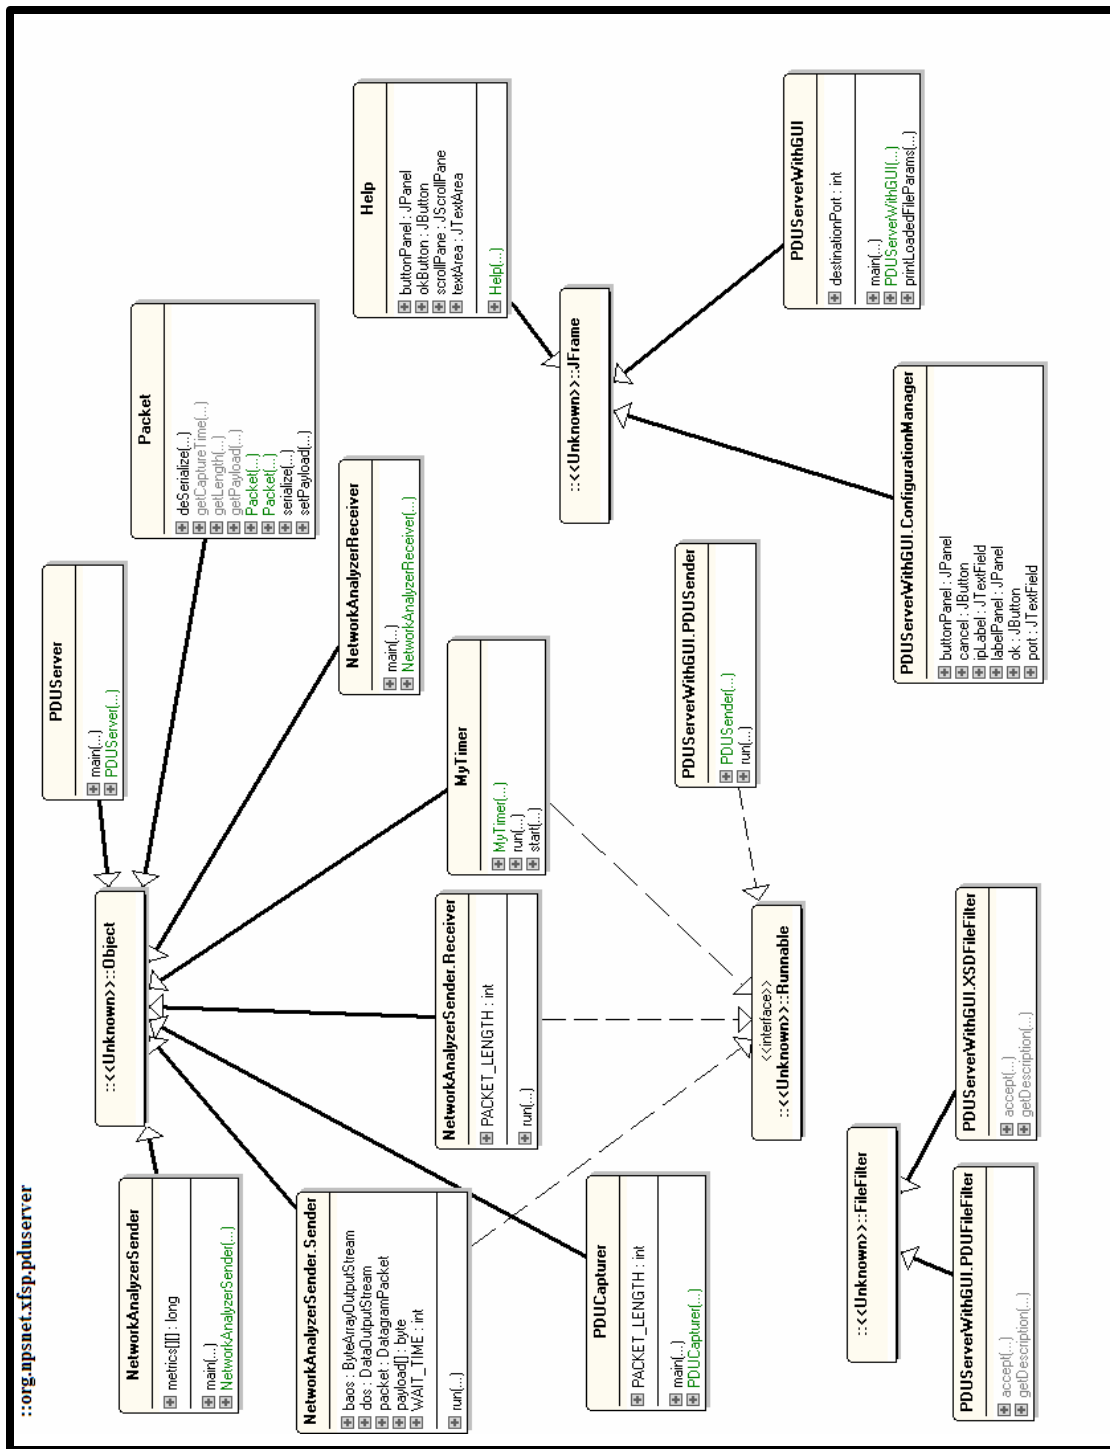 ::org.npsnet.xfsp.pduserver
NetworkAnalyzerSender
metrics[][] : long
main(...)
NetworkAnalyzerSender(...)
::<<Unknown>>::Object
PDUServer
main(...)
PDUServer(...)
Packet
deSerialize(...)
getCaptureTime(...)
getLength(...)
getPayload(...)
Packet(...)
Packet(...)
serialize(...)
setPayload(...)
NetworkAnalyzerSender.Sender
baos : ByteArrayOutputStream
dos : DataOutputStream
packet : DatagramPacket
payload[] : byte
WAIT_TIME : int
run(...)
NetworkAnalyzerSender.Receiver
PACKET_LENGTH : int
run(...)
MyTimer
MyTimer(...)
run(...)
start(...)
NetworkAnalyzerReceiver
main(...)
NetworkAnalyzerReceiver(...)
Help
buttonPanel : JPanel
okButton : JButton
scrollPane : JScrollPane
textArea : JTextArea
Help(...)
PDUCapturer
PACKET_LENGTH : int
main(...)
PDUCapturer(...)
<<interface>>
::<<Unknown>>::Runnable
PDUServerWithGUI.PDUSender
PDUSender(...)
run(...)
::<<Unknown>>::JFrame
PDUServerWithGUI
destinationPort : int
main(...)
PDUServerWithGUI(...)
printLoadedFileParams(...)
::<<Unknown>>::FileFilter
PDUServerWithGUI.PDUFileFilter
accept(...)
getDescription(...)
PDUServerWithGUI.XSDFileFilter
accept(...)
getDescription(...)
PDUServerWithGUI.ConfigurationManager
buttonPanel : JPanel
cancel : JButton
ipLabel : JTextField
labelPanel : JPanel
ok : JButton
port : JTextField